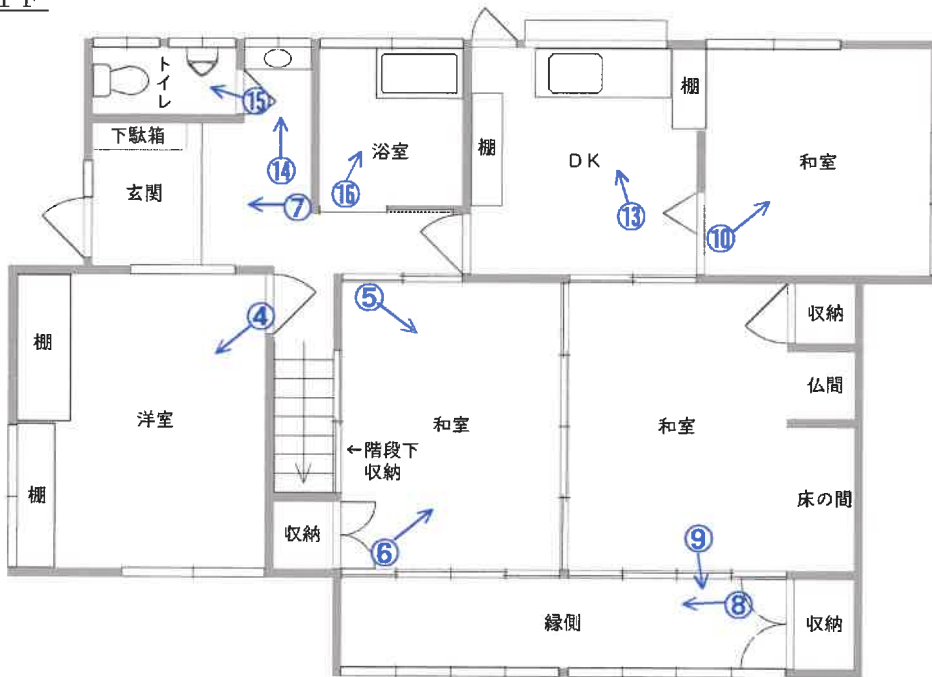 トイレ
⑮
下駄箱
⑭
浴室
⑯
棚
DK
棚
⑬
和室
⑩
玄関
⑦
④
棚
洋室
棚
⑤
和室
←階段下
収納
収納
⑥
収納
仏間
和室
床の間
⑨
⑧
縁側
収納